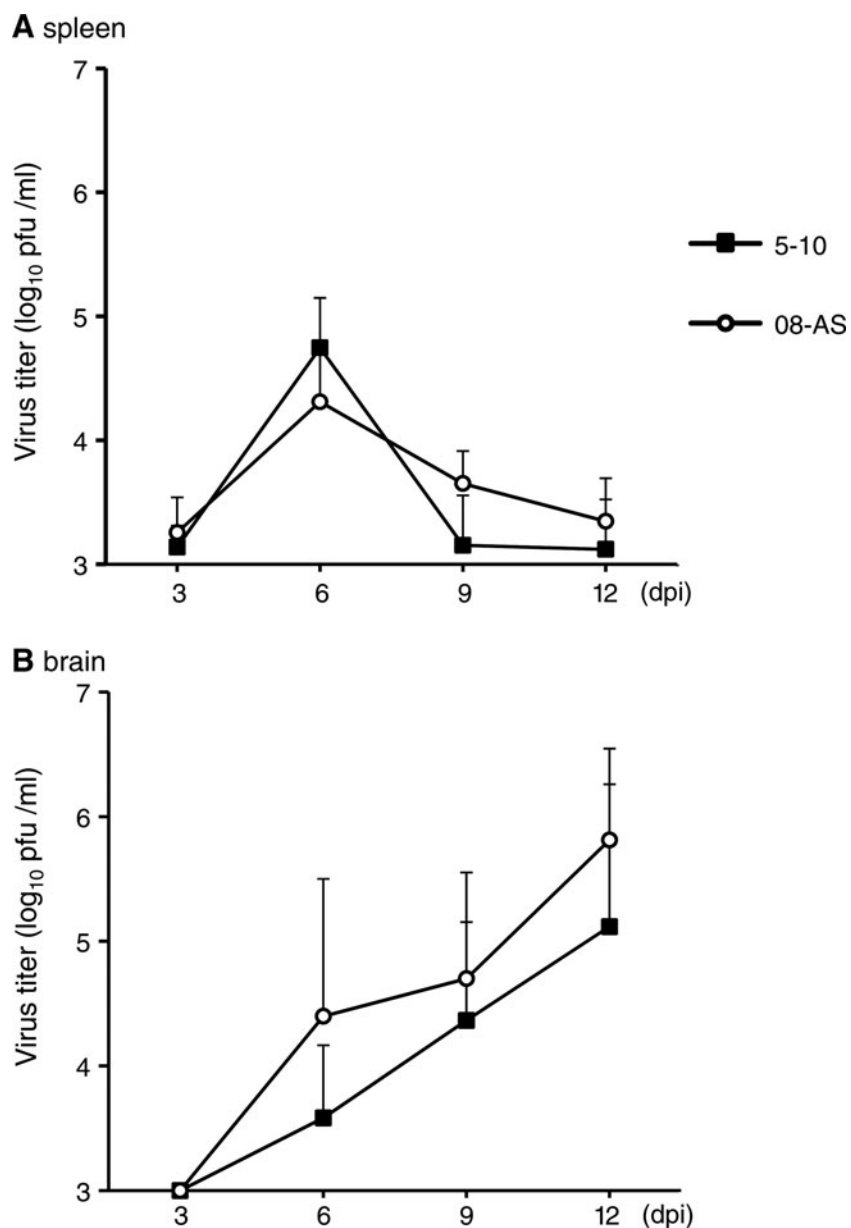 A spleen
Virus titer (log₁₀ pfu /ml)
7
6
5
4
3
3 6 9 12 (dpi)
5-10
08-AS
B brain
Virus titer (log₁₀ pfu /ml)
7
6
5
4
3
3 6 9 12 (dpi)